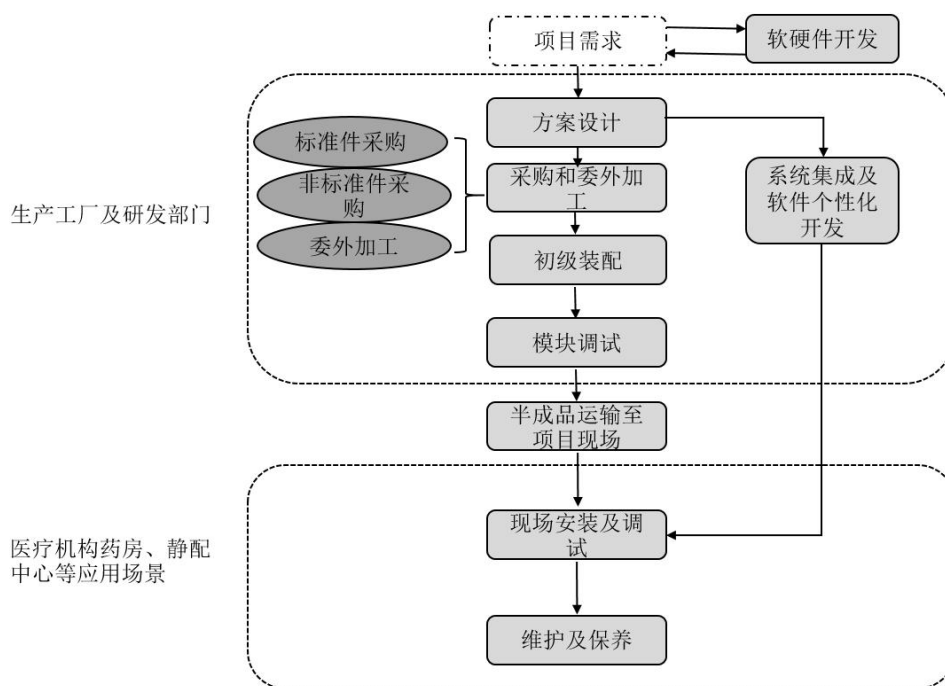 项目需求
软硬件开发
方案设计
标准件采购
非标准件采
购
委外加工
采购和委外加
工
系统集成及
软件个性化
开发
生产工厂及研发部门
初级装配
模块调试
半成品运输至
项目现场
现场安装及调
试
医疗机构药房、静配
中心等应用场景
维护及保养